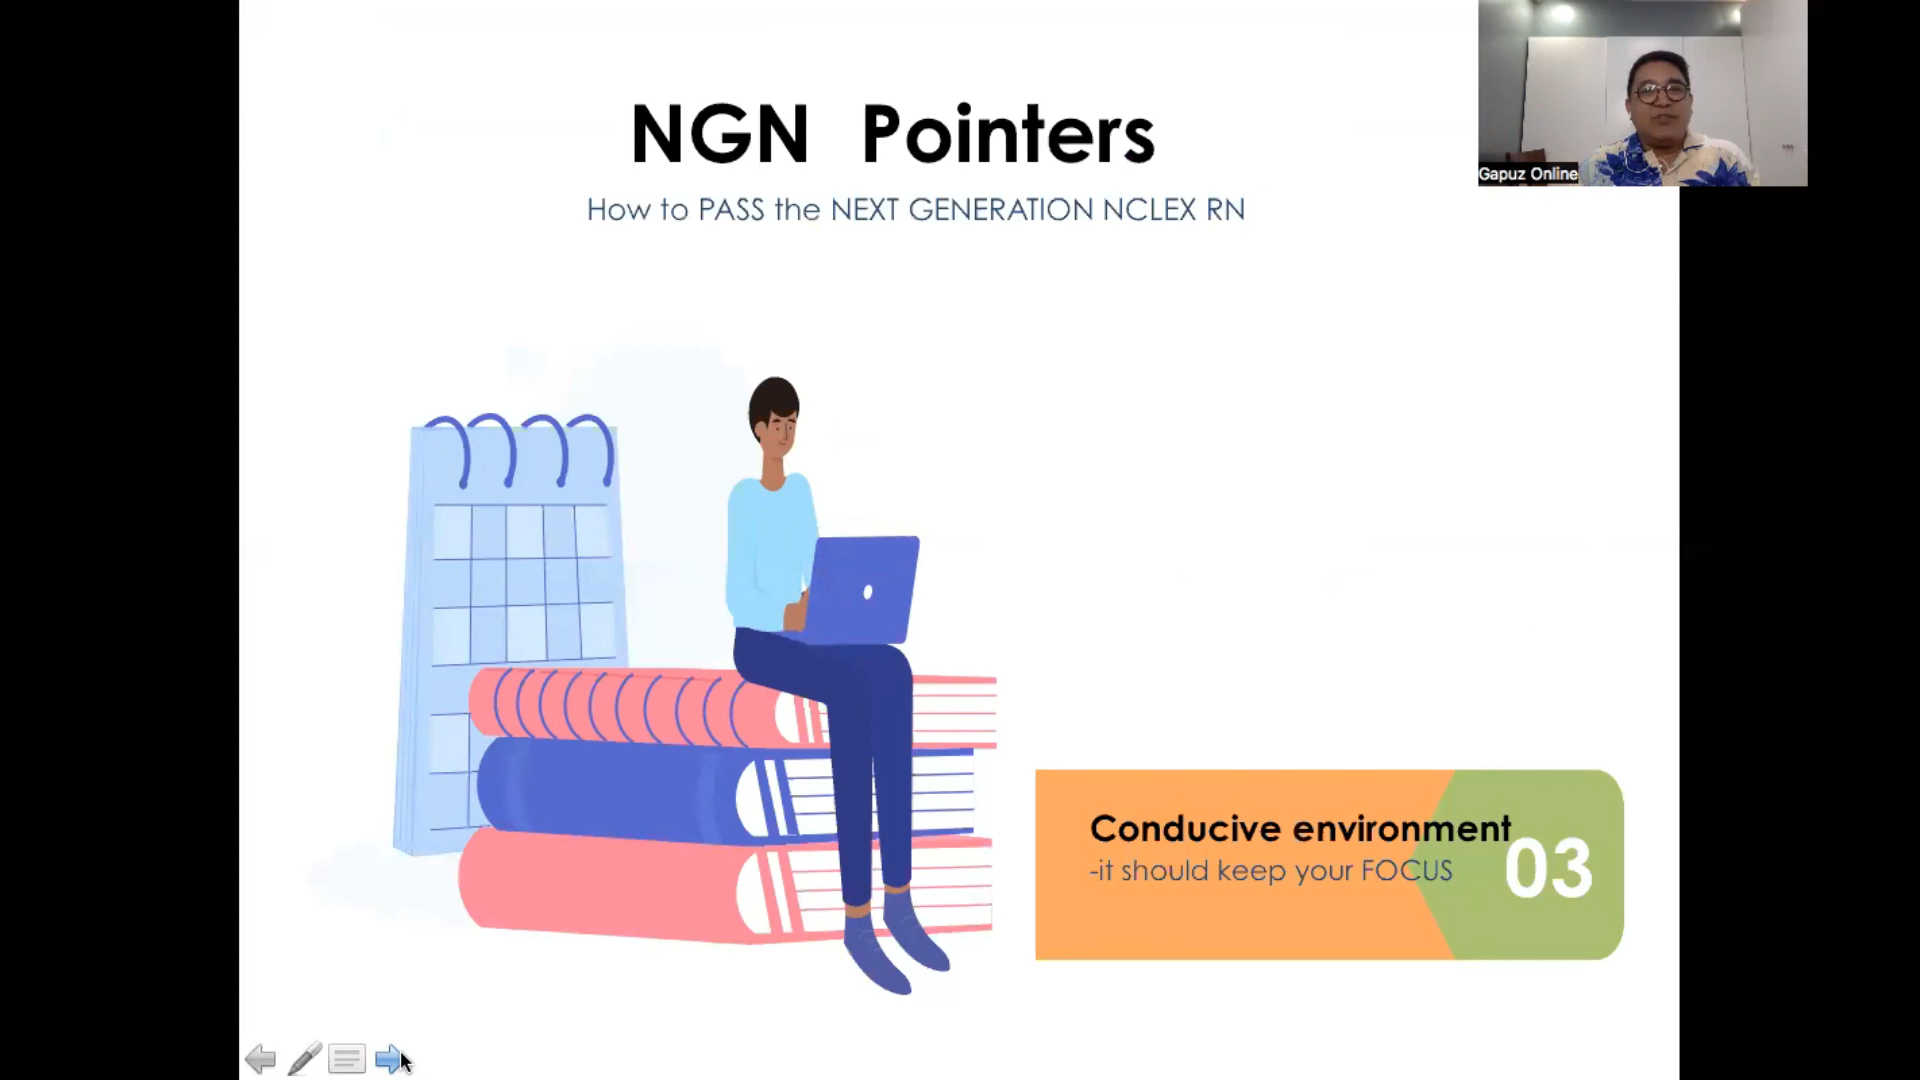 NGN Pointers
How to PASS the NEXT GENERATION NCLEX RN
Gapuz Online
Conducive environment
-it should keep your FOCUS
03